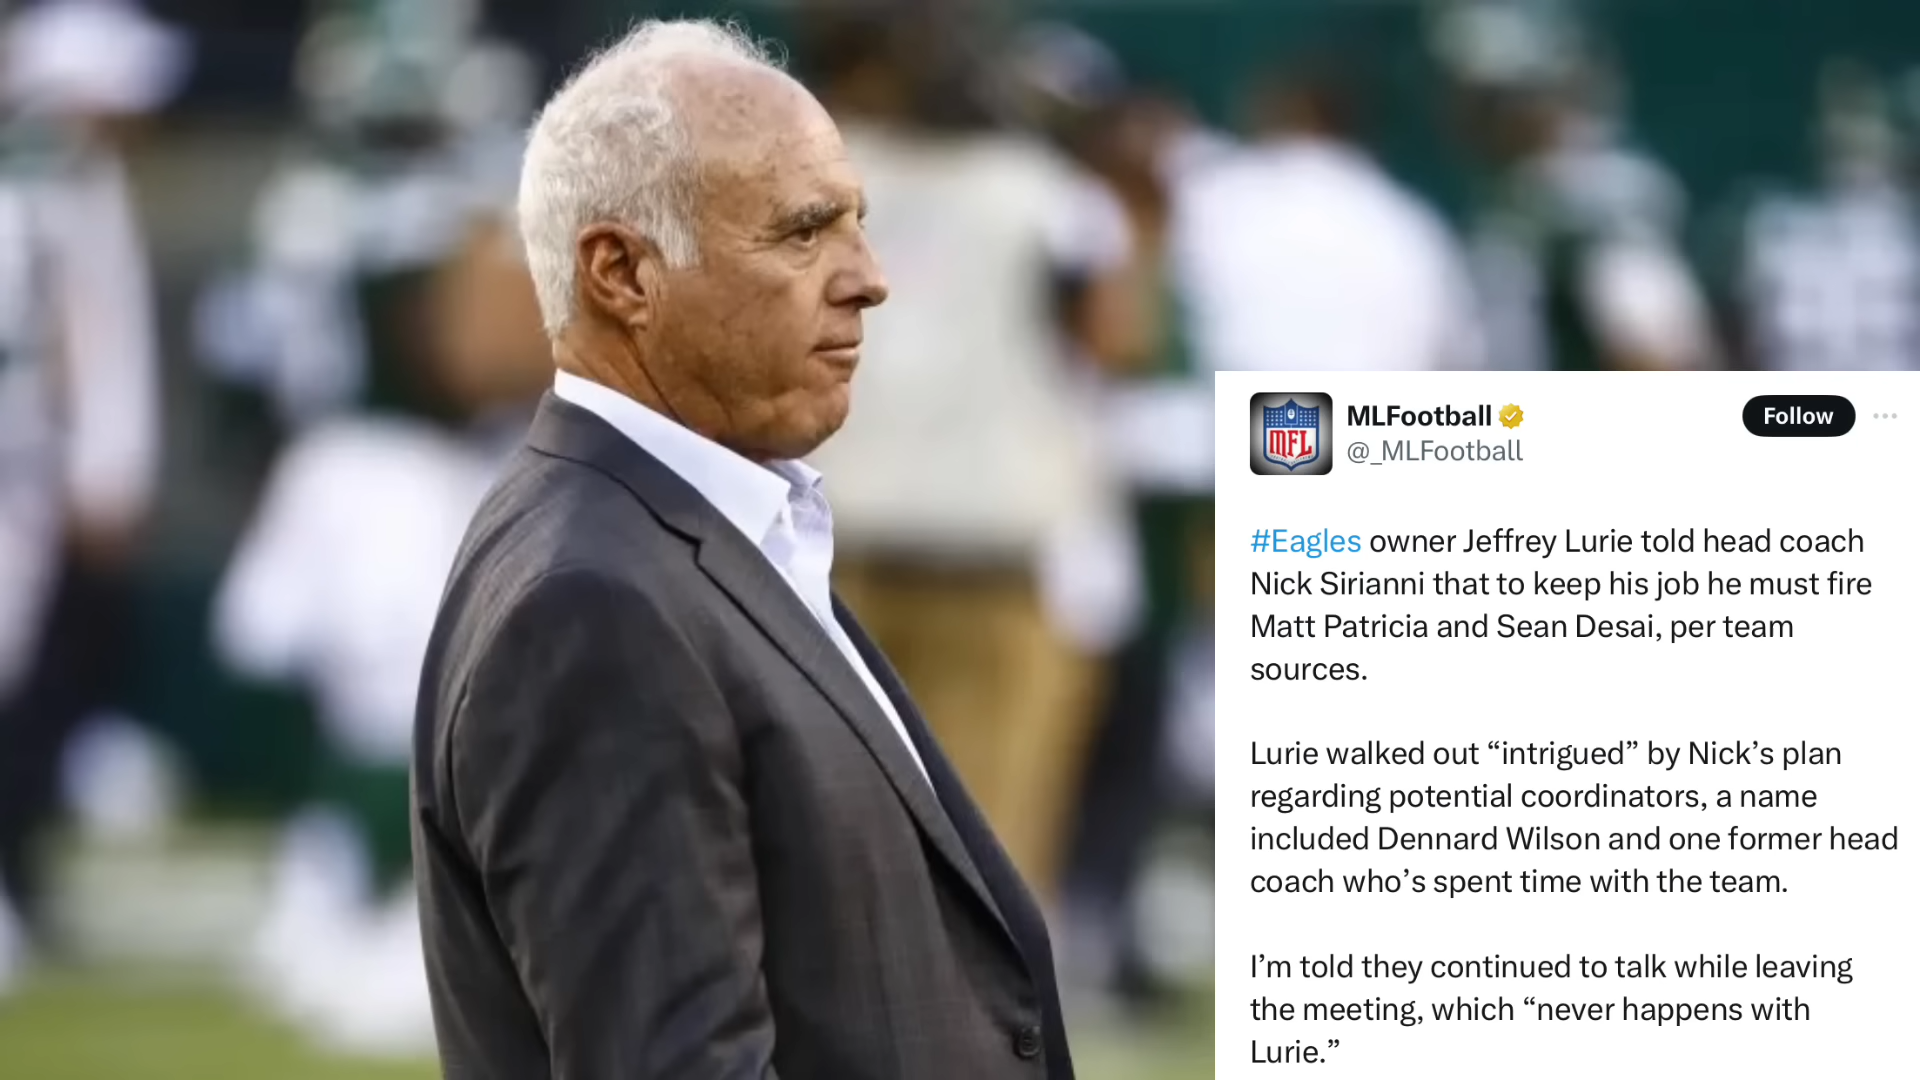 MFL
MLFootball
@_MLFootball
Follow
#Eagles owner Jeffrey Lurie told head coach
Nick Sirianni that to keep his job he must fire
Matt Patricia and Sean Desai, per team
sources.
Lurie walked out “intrigued” by Nick’s plan
regarding potential coordinators, a name
included Dennard Wilson and one former head
coach who’s spent time with the team.
I’m told they continued to talk while leaving
the meeting, which “never happens with
Lurie.”